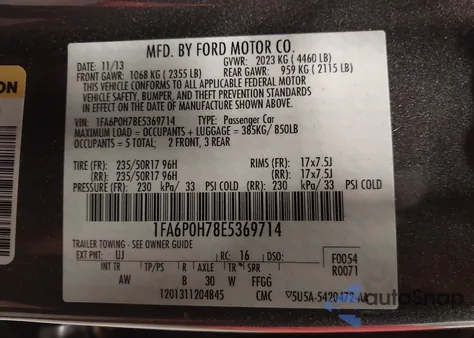 MFD. BY FORD MOTOR CO.
DATE: 11/13 GVWR: 2023 KG (4460 LB)
FRONT GAWR: 1068 KG (2355 LB) REAR GAWR: 959 KG (2115 LB)
THIS VEHICLE CONFORMS TO ALL APPLICABLE FEDERAL MOTOR
VEHICLE SAFETY, BUMPER, AND THEFT PREVENTION STANDARDS
IN EFFECT ON THE DATE OF MANUFACTURE SHOWN ABOVE.
VIN: 1FA6P0H78E5369714 TYPE: Passenger Car
MAXIMUM LOAD = OCCUPANTS + LUGGAGE = 385KG/850LB
OCCUPANTS = 5 TOTAL: 2 FRONT, 3 REAR
TIRE (FR): 235/50R17 96H RIMS (FR): 17x7.5J
(RR): 235/50R17 96H (RR): 17x7.5J
PRESSURE (FR): 230 kPa/ 33 PSI COLD (RR): 230 kPa/ 33 PSI COLD
1FA6P0H78E5369714
TRAILER TOWING - SEE OWNER GUIDE
EXT PNT: UJ RC: 16 DSO: F0054
R0071
INT TR TP/PS R AXLE TR SRR
AW B 30 W FFGG
1201311204845 CMC
autoSnap